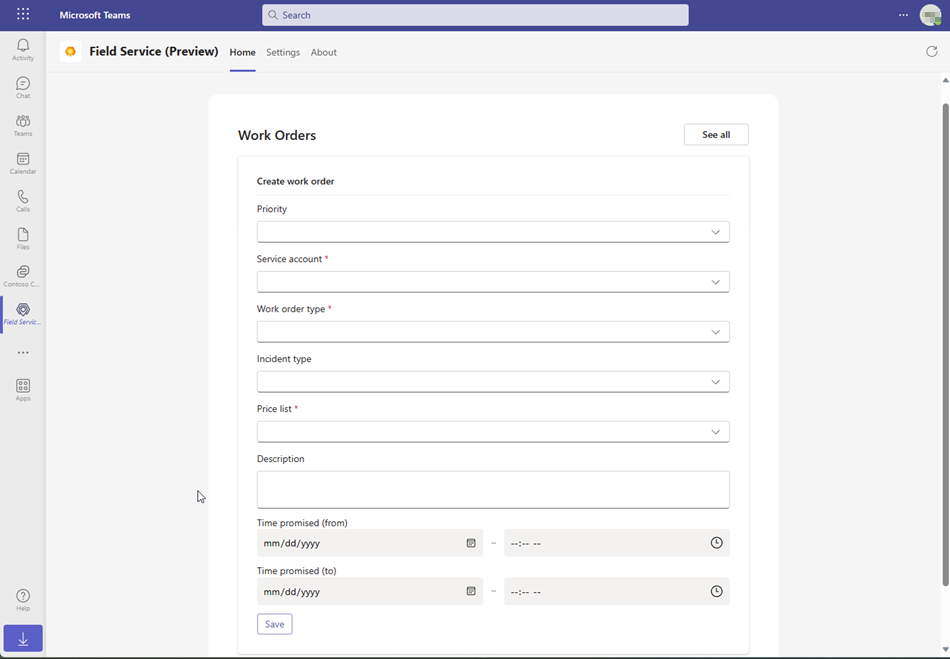 Microsoft Teams
Search
Activity
Chat
Teams
Calendar
Calls
Files
Contoso C...
Field Servic...
Apps
Help
Field Service (Preview) Home Settings About
Work Orders
See all
Create work order
Priority
Service account *
Work order type *
Incident type
Price list *
Description
Time promised (from)
mm/dd/yyyy – --:-- --
Time promised (to)
mm/dd/yyyy – --:-- --
Save